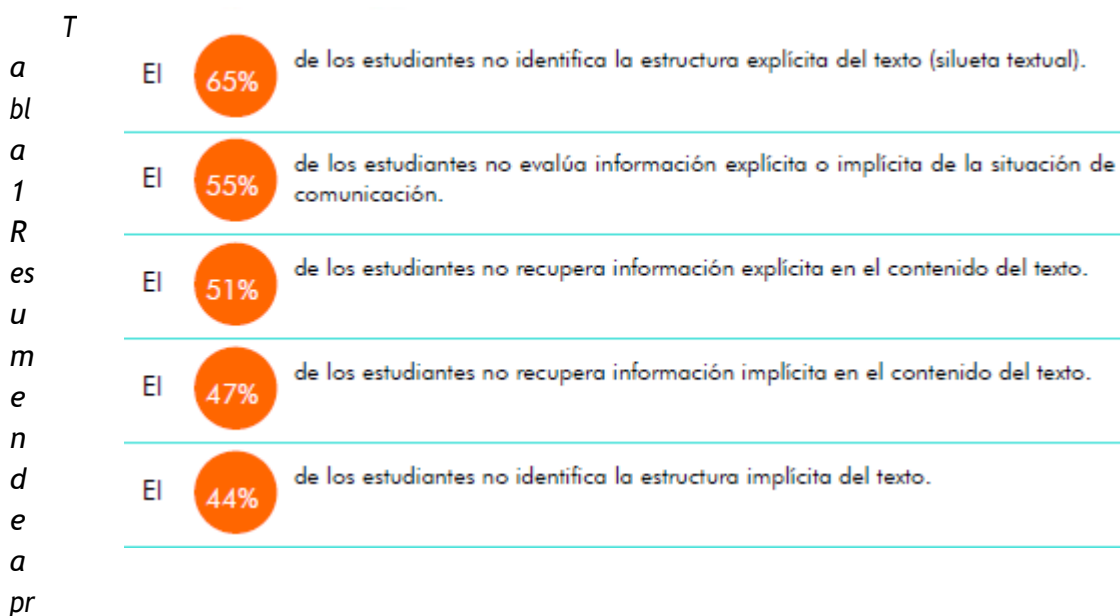 T
a
bl
a
1
R
es
u
m
e
n
d
e
a
pr
El 65% de los estudiantes no identifica la estructura explícita del texto (silueta textual).
El 55% de los estudiantes no evalúa información explícita o implícita de la situación de
comunicación.
El 51% de los estudiantes no recupera información explícita en el contenido del texto.
El 47% de los estudiantes no recupera información implícita en el contenido del texto.
El 44% de los estudiantes no identifica la estructura implícita del texto.